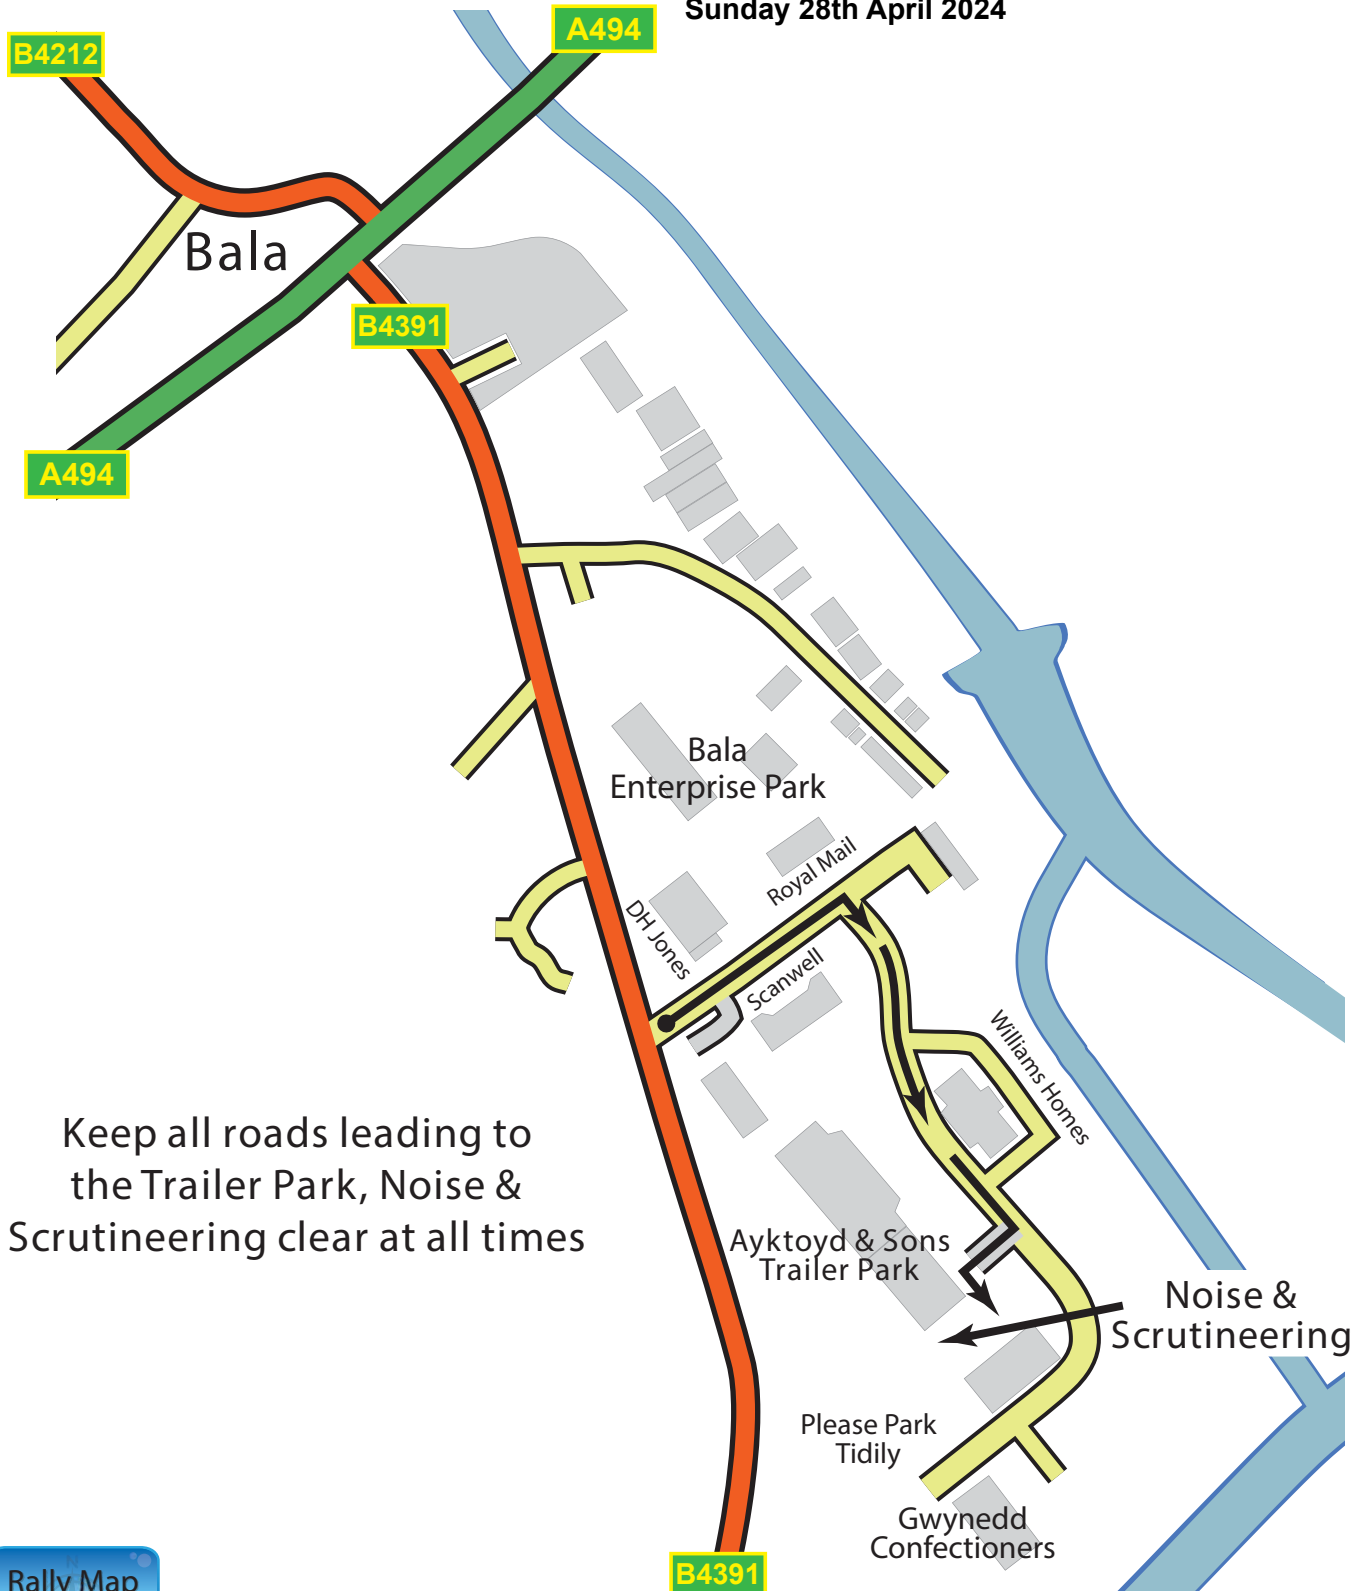 Sunday 28th April 2024
A494
B4212
Bala
B4391
A494
Bala
Enterprise Park
Royal Mail
DH Jones
Scanwell
Williams Homes
Keep all roads leading to
the Trailer Park, Noise &
Scrutineering clear at all times
Ayktoyd & Sons
Trailer Park
Noise &
Scrutineering
Please Park
Tidily
Gwynedd
Confectioners
B4391
Rally Map